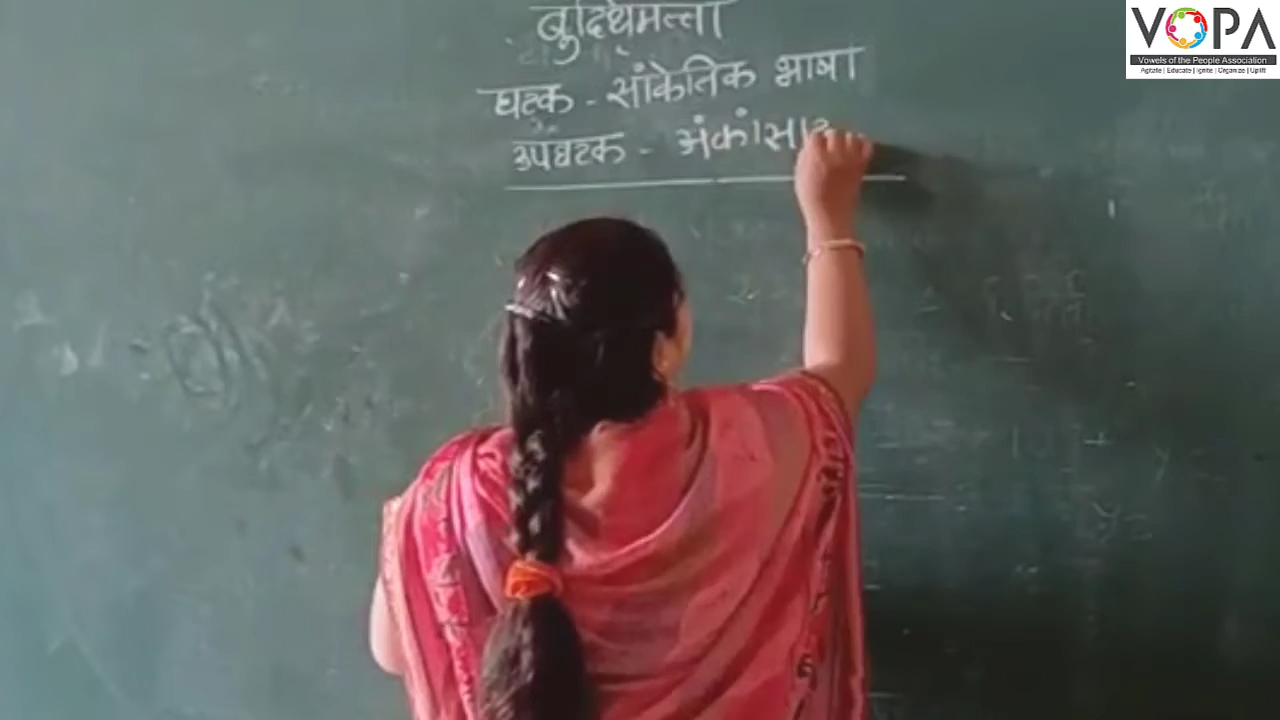 बुद्धिमत्ता
घटक - सांकेतिक भाषा
उपघटक - अंकांसा
VOPA
Vowels of the People Association
Agitate | Educate | Ignite | Organize | Uplift